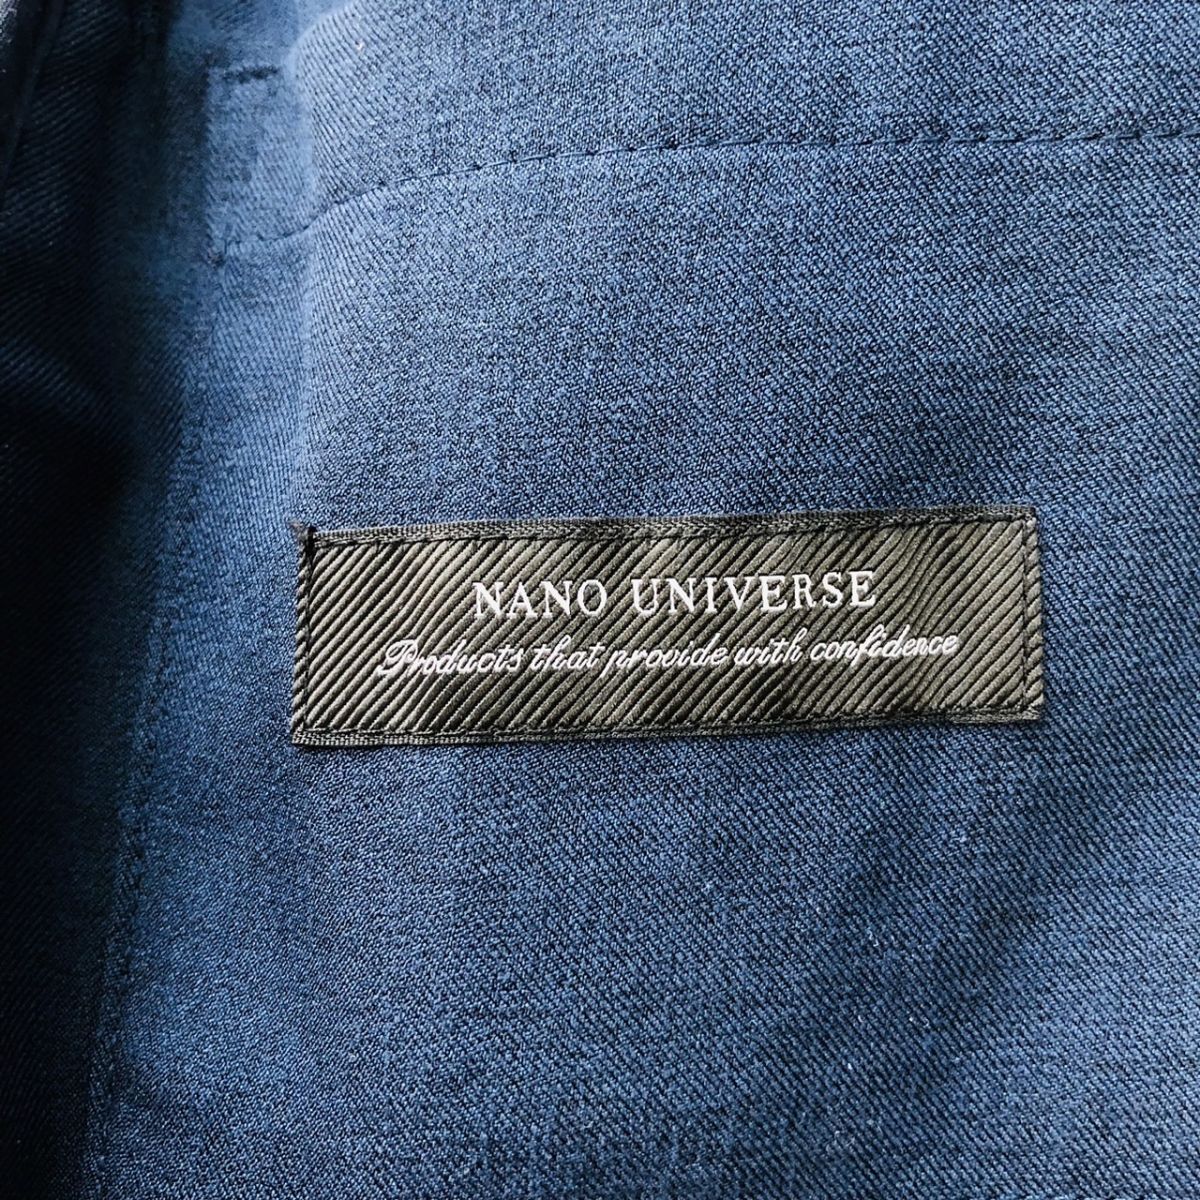 NANO UNIVERSE
Products that provide with confidence